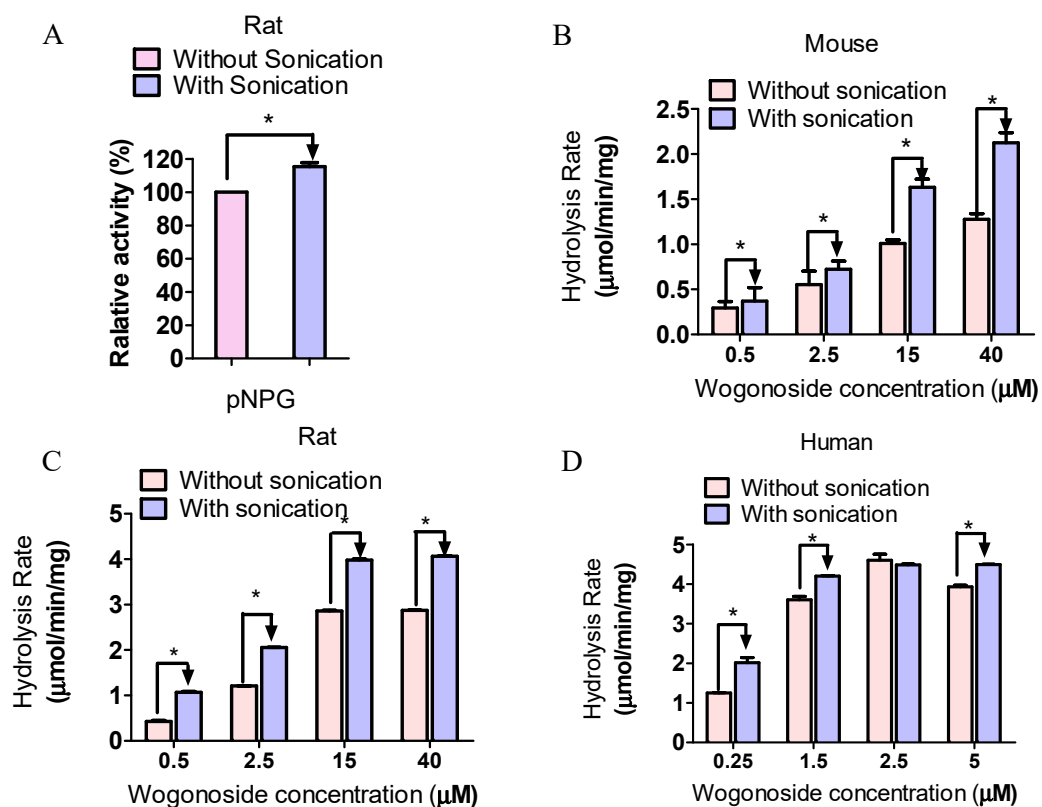 A
Rat
Without Sonication
With Sonication
*
Ralative activity (%)
120
100
80
60
40
20
0
pNPG
B
Mouse
Without sonication
With sonication
Hydrolysis Rate
(μmol/min/mg)
2.5
2.0
1.5
1.0
0.5
0.0
*
*
*
*
0.5 2.5 15 40
Wogonoside concentration (μM)
C
Rat
Without sonication
With sonication
Hydrolysis Rate
(μmol/min/mg)
5
4
3
2
1
0
*
*
*
*
0.5 2.5 15 40
Wogonoside concentration (μM)
D
Human
Without sonication
With sonication
Hydrolysis Rate
(μmol/min/mg)
5
4
3
2
1
0
*
*
*
0.25 1.5 2.5 5
Wogonoside concentration (μM)